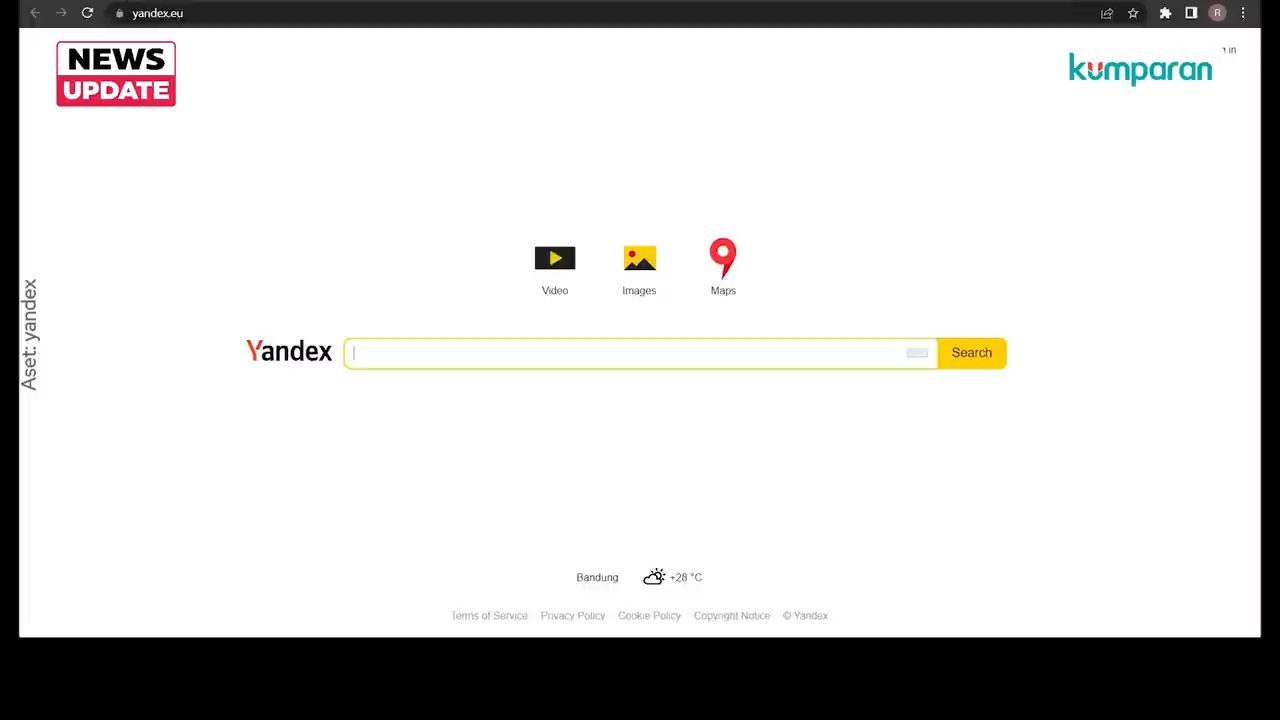 yandex.eu
R
NEWS
UPDATE
kumparan
in
Video
Images
Maps
Aset: yandex
Yandex
Search
Bandung
+28 °C
Terms of Service Privacy Policy Cookie Policy Copyright Notice © Yandex